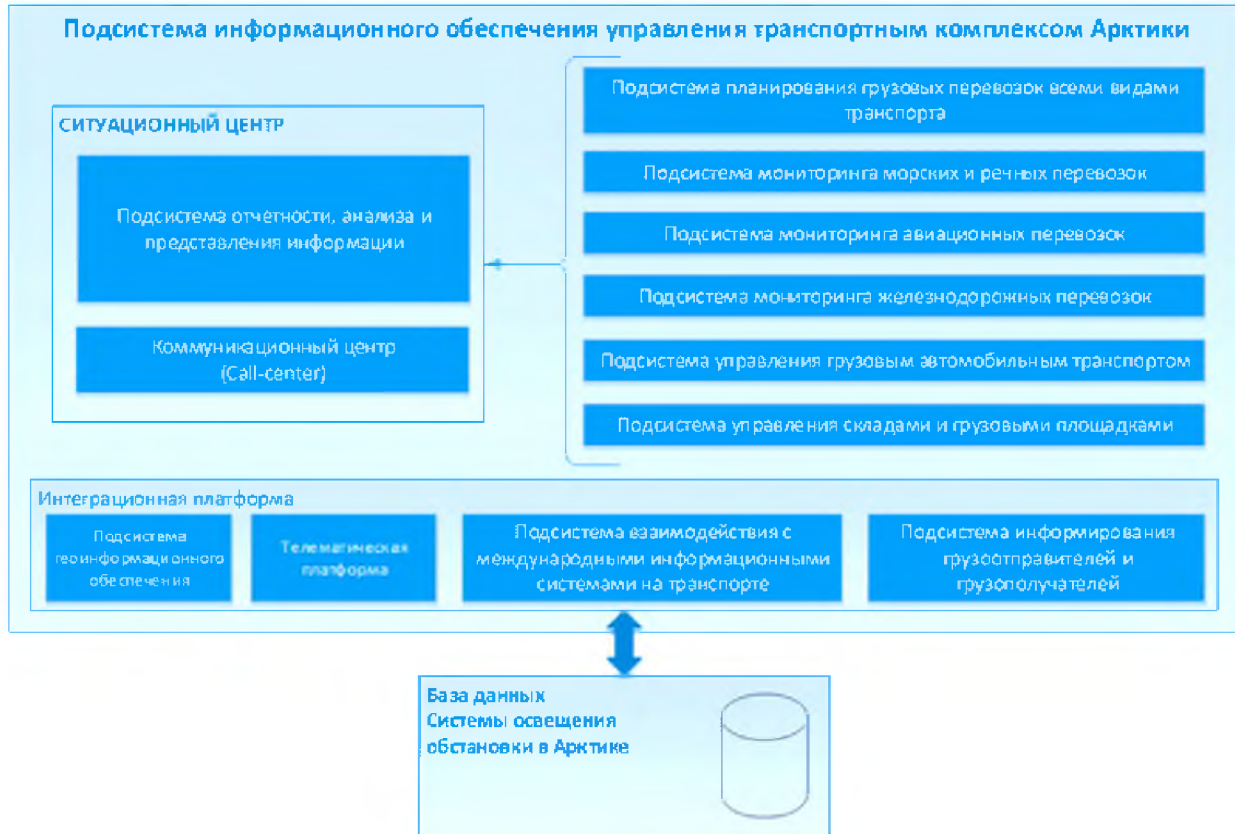 Подсистема информационного обеспечения управления транспортным комплексом Арктики
СИТУАЦИОННЫЙ ЦЕНТР
Подсистема отчетности, анализа и
представления информации
Коммуникационный центр
(Call-center)
Подсистема планирования грузовых перевозок всеми видами
транспорта
Подсистема мониторинга морских и речных перевозок
Подсистема мониторинга авиационных перевозок
Подсистема мониторинга железнодорожных перевозок
Подсистема управления грузовым автомобильным транспортом
Подсистема управления складами и грузовыми площадками
Интеграционная платформа
Подсистема
геоинформационного
обеспечения
Телематическая
платформа
Подсистема взаимодействия с
международными информационными
системами на транспорте
Подсистема информирования
грузоотправителей и
грузополучателей
База данных
Системы освещения
обстановки в Арктике